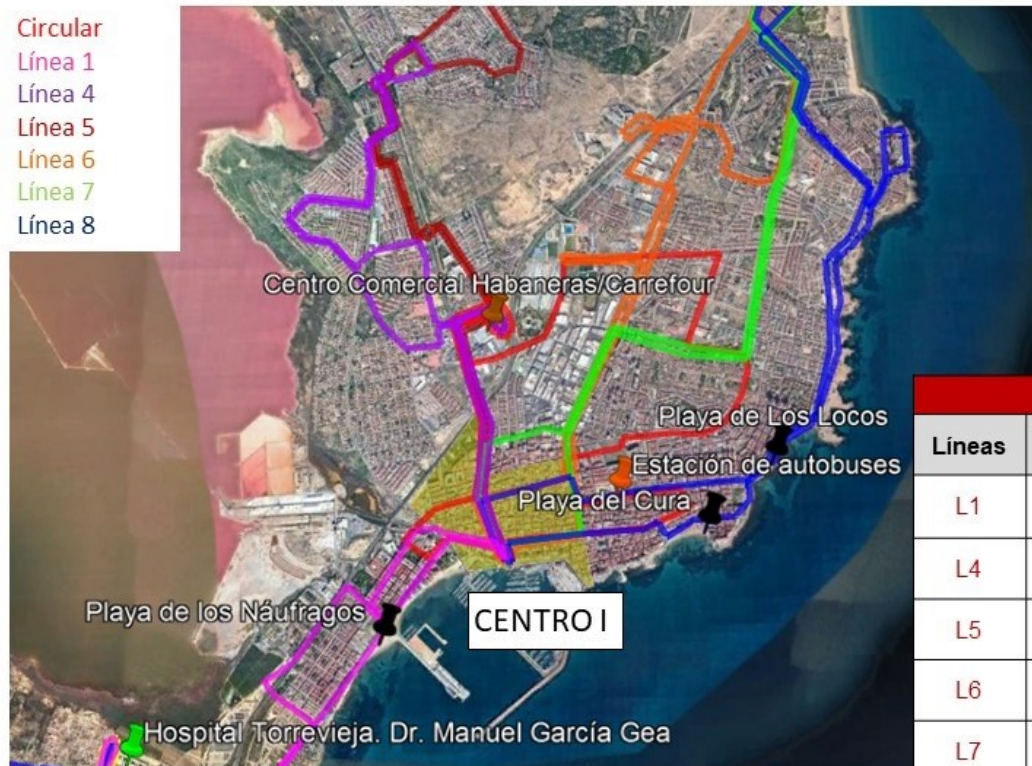 Circular
Línea 1
Línea 4
Línea 5
Línea 6
Línea 7
Línea 8
Centro Comercial Habaneras/Carrefour
Playa de Los Locos
Estación de autobuses
Playa del Cura
Playa de los Náufragos
CENTRO I
Hospital Torrevieja. Dr. Manuel García Gea
Líneas
L1
L4
L5
L6
L7